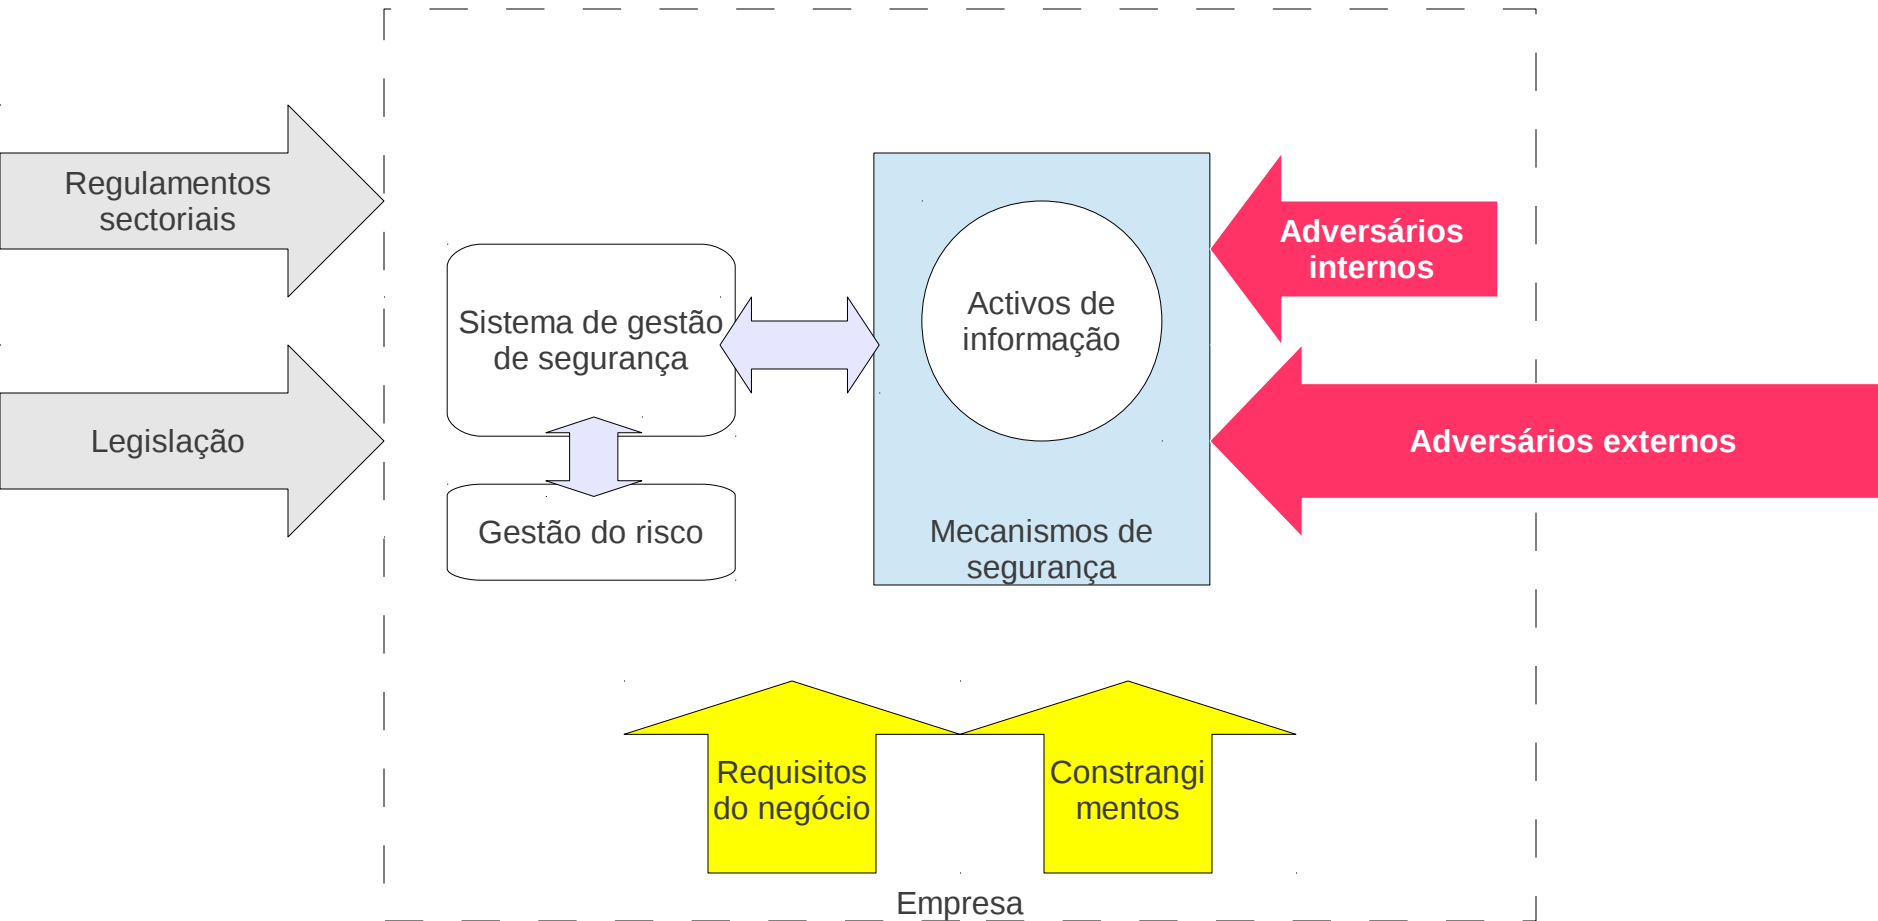 Regulamentos
sectoriais
Legislação
Sistema de gestão
de segurança
Gestão do risco
Activos de
informação
Mecanismos de
segurança
Adversários
internos
Adversários externos
Requisitos
do negócio
Constrangi
mentos
Empresa